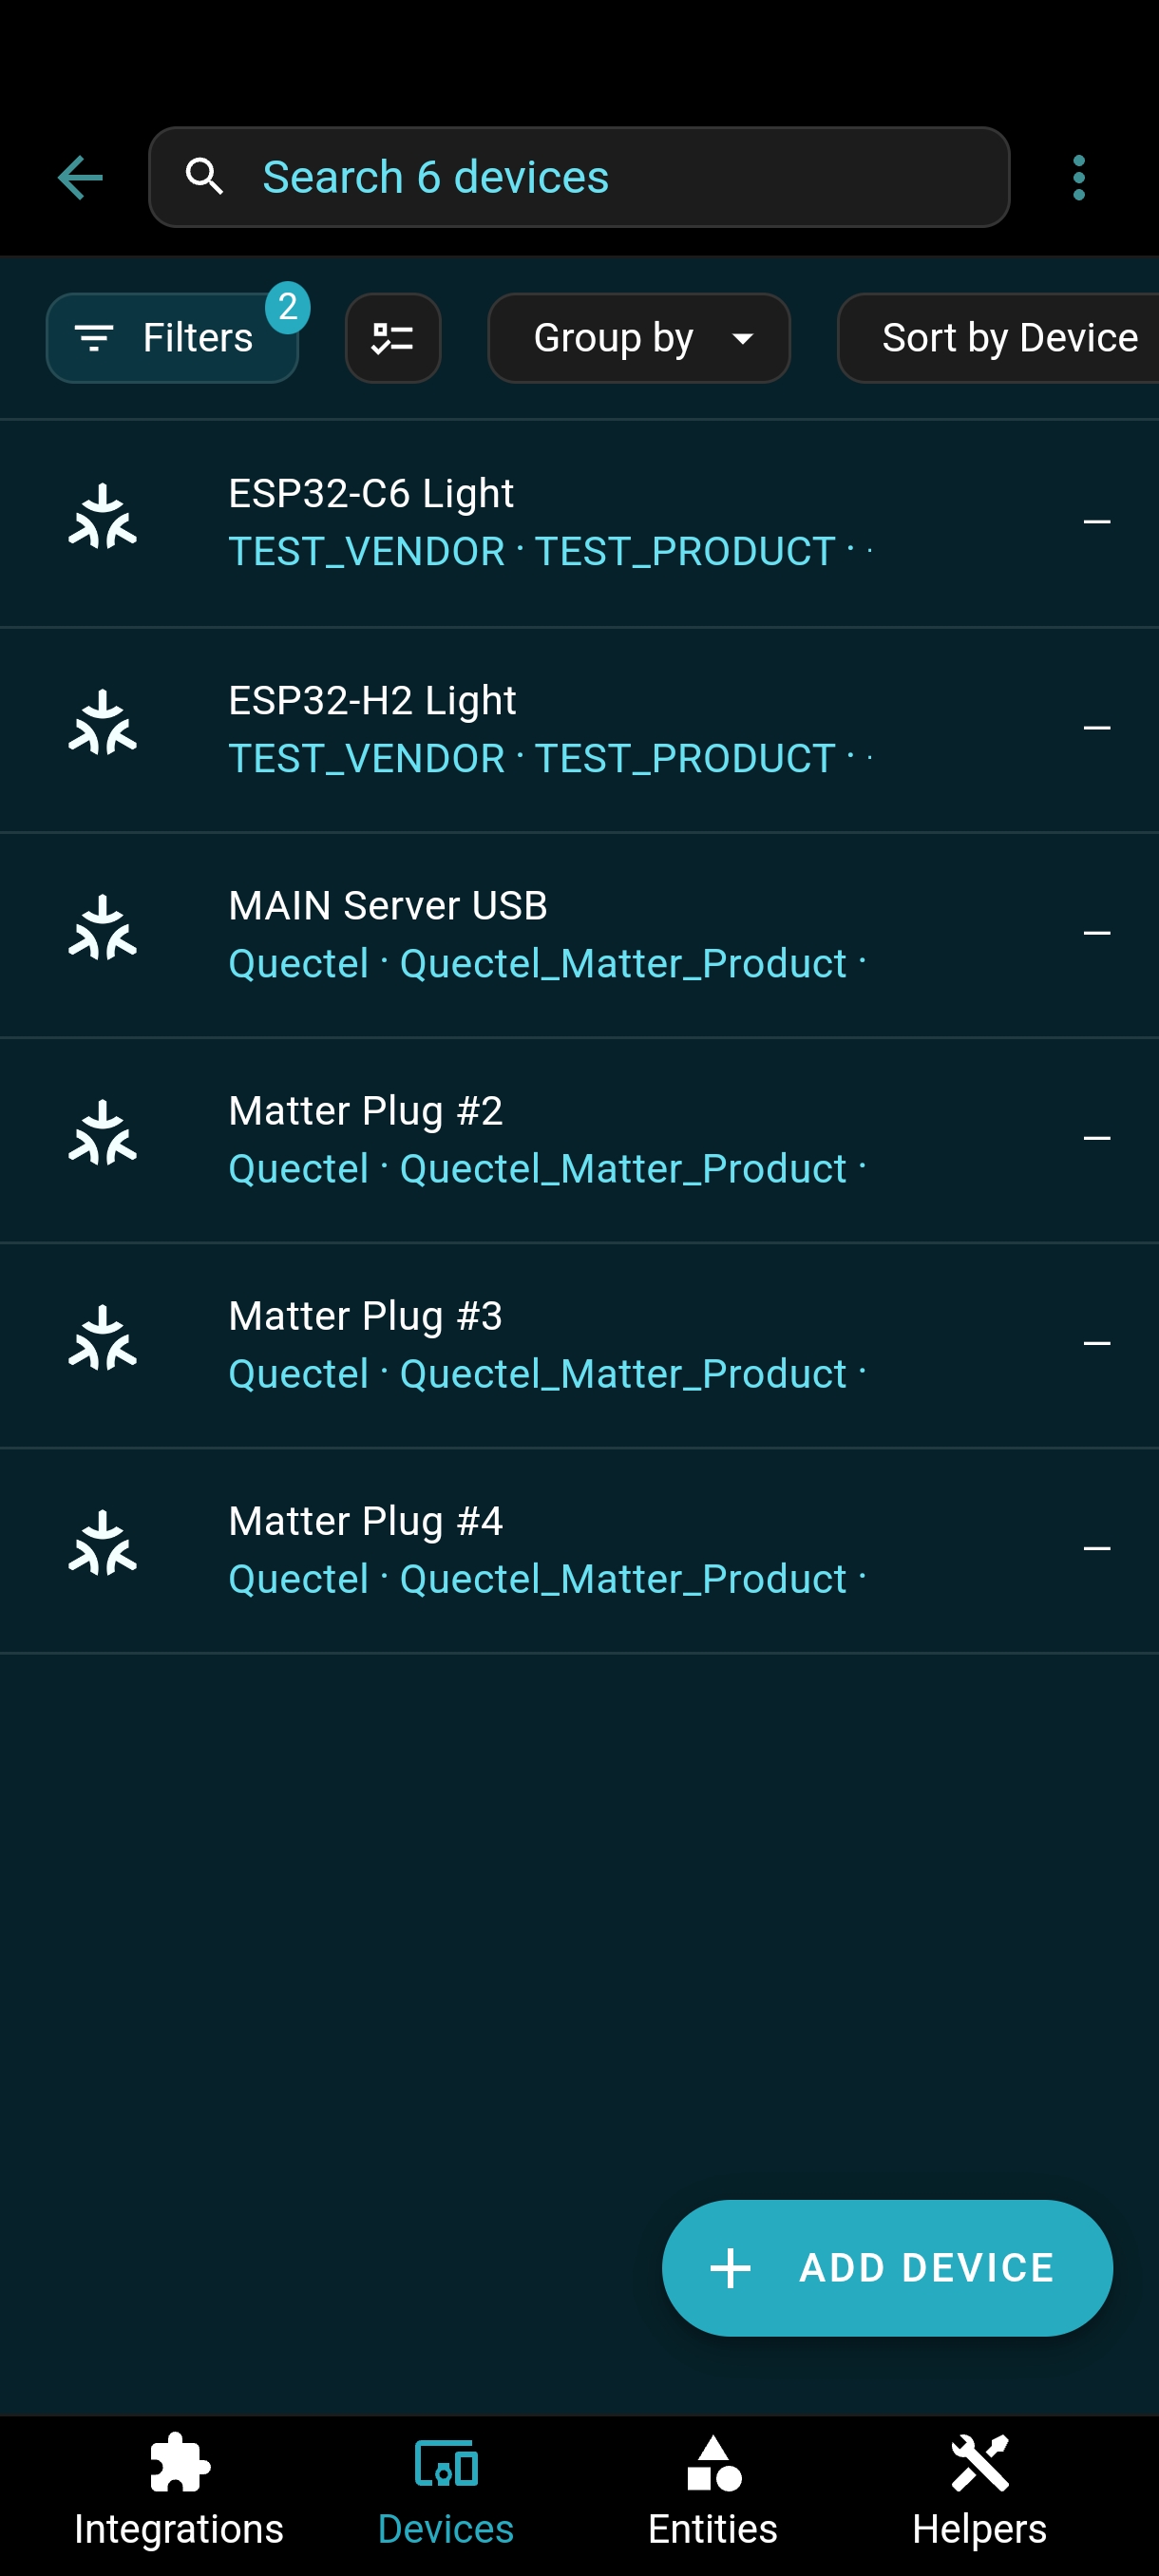 Search 6 devices
Filters 2
Group by
Sort by Device
ESP32-C6 Light
TEST_VENDOR · TEST_PRODUCT · ·
–
ESP32-H2 Light
TEST_VENDOR · TEST_PRODUCT · ·
–
MAIN Server USB
Quectel · Quectel_Matter_Product ·
–
Matter Plug #2
Quectel · Quectel_Matter_Product ·
–
Matter Plug #3
Quectel · Quectel_Matter_Product ·
–
Matter Plug #4
Quectel · Quectel_Matter_Product ·
–
ADD DEVICE
Integrations Devices Entities Helpers